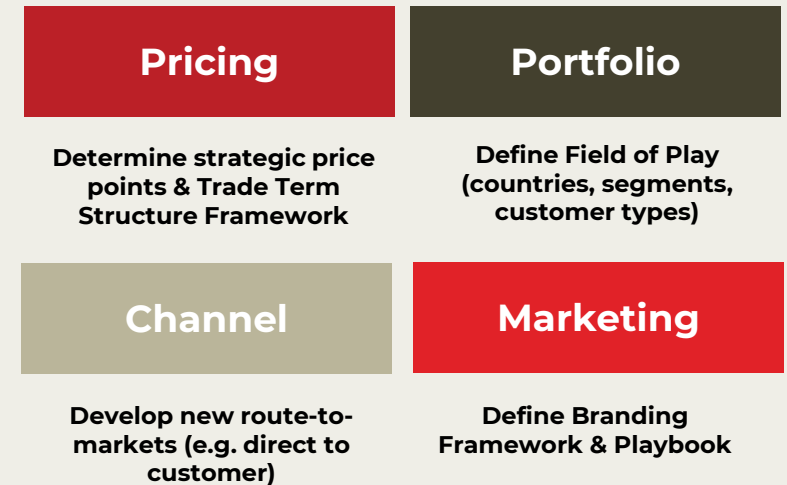 Pricing
Determine strategic price
points & Trade Term
Structure Framework
Portfolio
Define Field of Play
(countries, segments,
customer types)
Channel
Develop new route-to-
markets (e.g. direct to
customer)
Marketing
Define Branding
Framework & Playbook